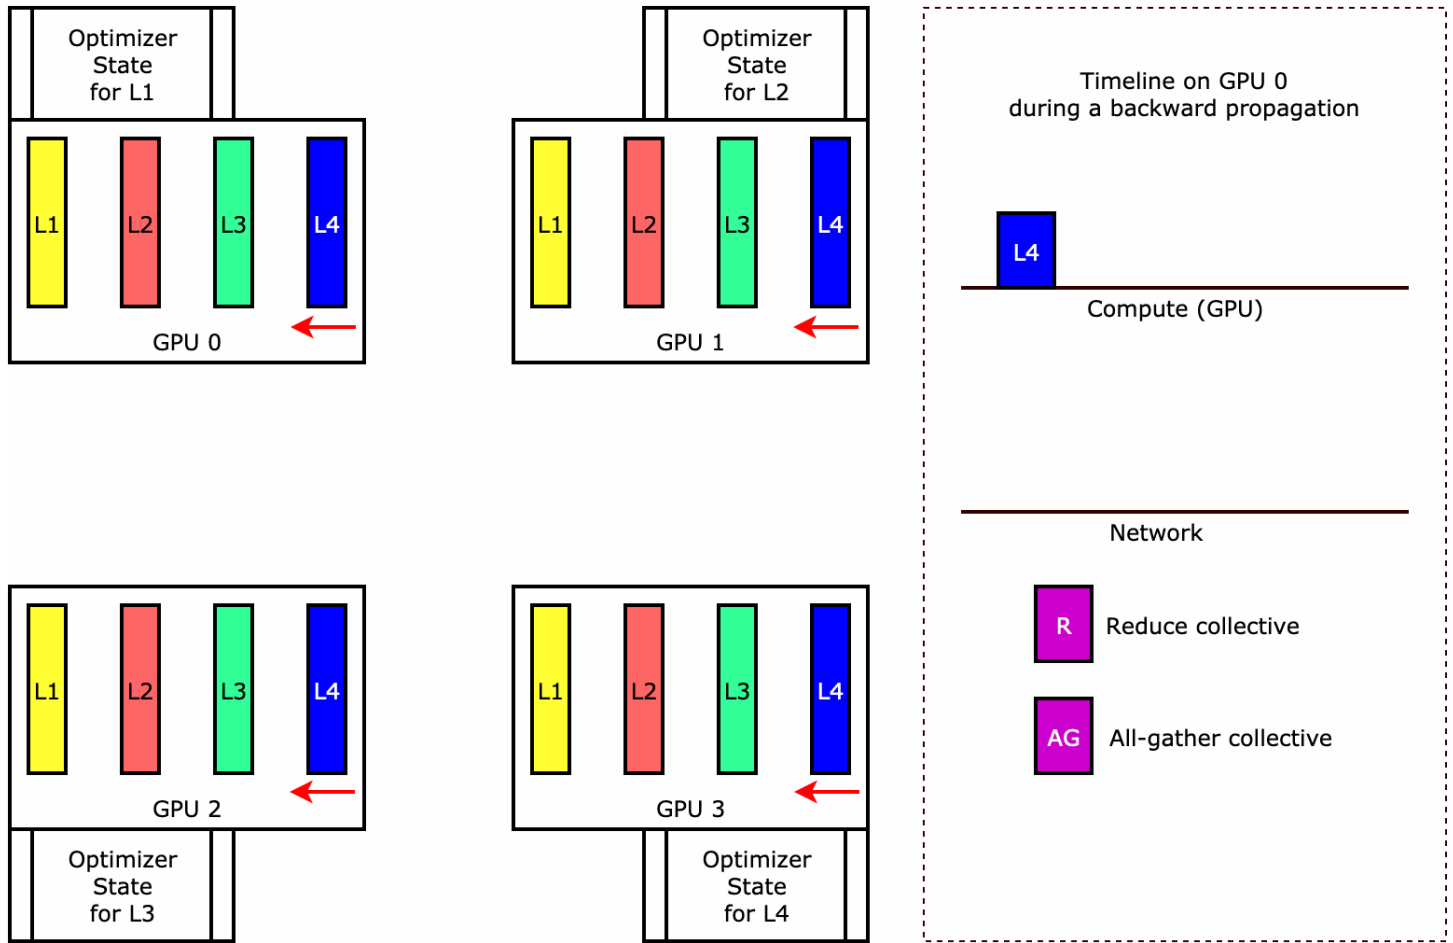 Optimizer
State
for L1
L1
L2
L3
L4
GPU 0
Optimizer
State
for L2
L1
L2
L3
L4
GPU 1
L1
L2
L3
L4
GPU 2
Optimizer
State
for L3
L1
L2
L3
L4
GPU 3
Optimizer
State
for L4
Timeline on GPU 0
during a backward propagation
L4
Compute (GPU)
Network
R Reduce collective
AG All-gather collective